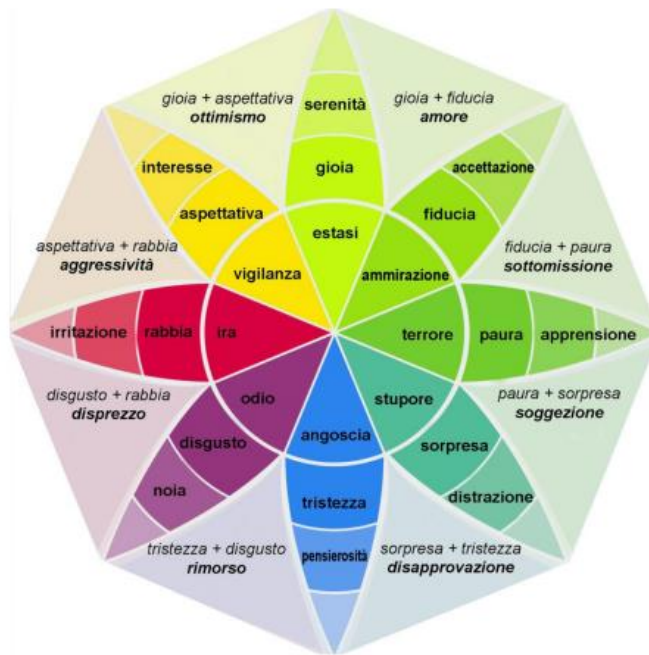 gioia + aspettativa
ottimismo
gioia + fiducia
amore
serenità
interesse
gioia
accettazione
aspettativa
fiducia
estasi
aspettativa + rabbia
aggressività
vigilanza
ammirazione
fiducia + paura
sottomissione
irritazione
rabbia
ira
terrore
paura
apprensione
disgusto + rabbia
disprezzo
odio
stupore
paura + sorpresa
soggezione
angoscia
disgusto
sorpresa
noia
tristezza
distrazione
tristezza + disgusto
rimorso
pensierosità
sorpresa + tristezza
disapprovazione